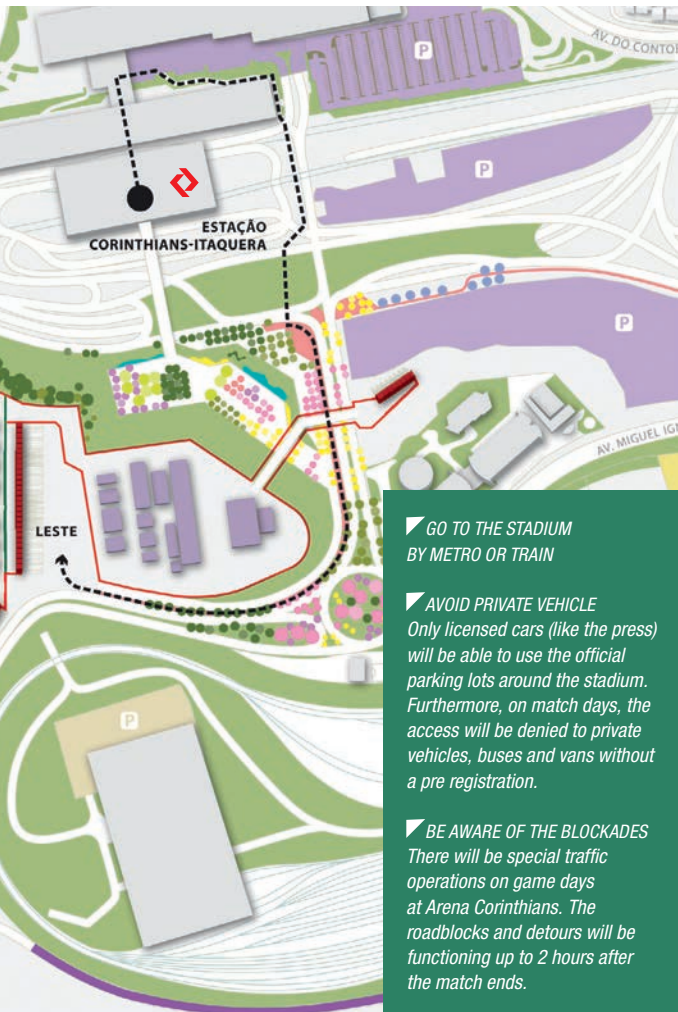 P
AV. DO CONTO
P
ESTAÇÃO
CORINTHIANS-ITAQUERA
P
AV. MIGUEL IGN
LESTE
P
GO TO THE STADIUM
BY METRO OR TRAIN
AVOID PRIVATE VEHICLE
Only licensed cars (like the press)
will be able to use the official
parking lots around the stadium.
Furthermore, on match days, the
access will be denied to private
vehicles, buses and vans without
a pre registration.
BE AWARE OF THE BLOCKADES
There will be special traffic
operations on game days
at Arena Corinthians. The
roadblocks and detours will be
functioning up to 2 hours after
the match ends.